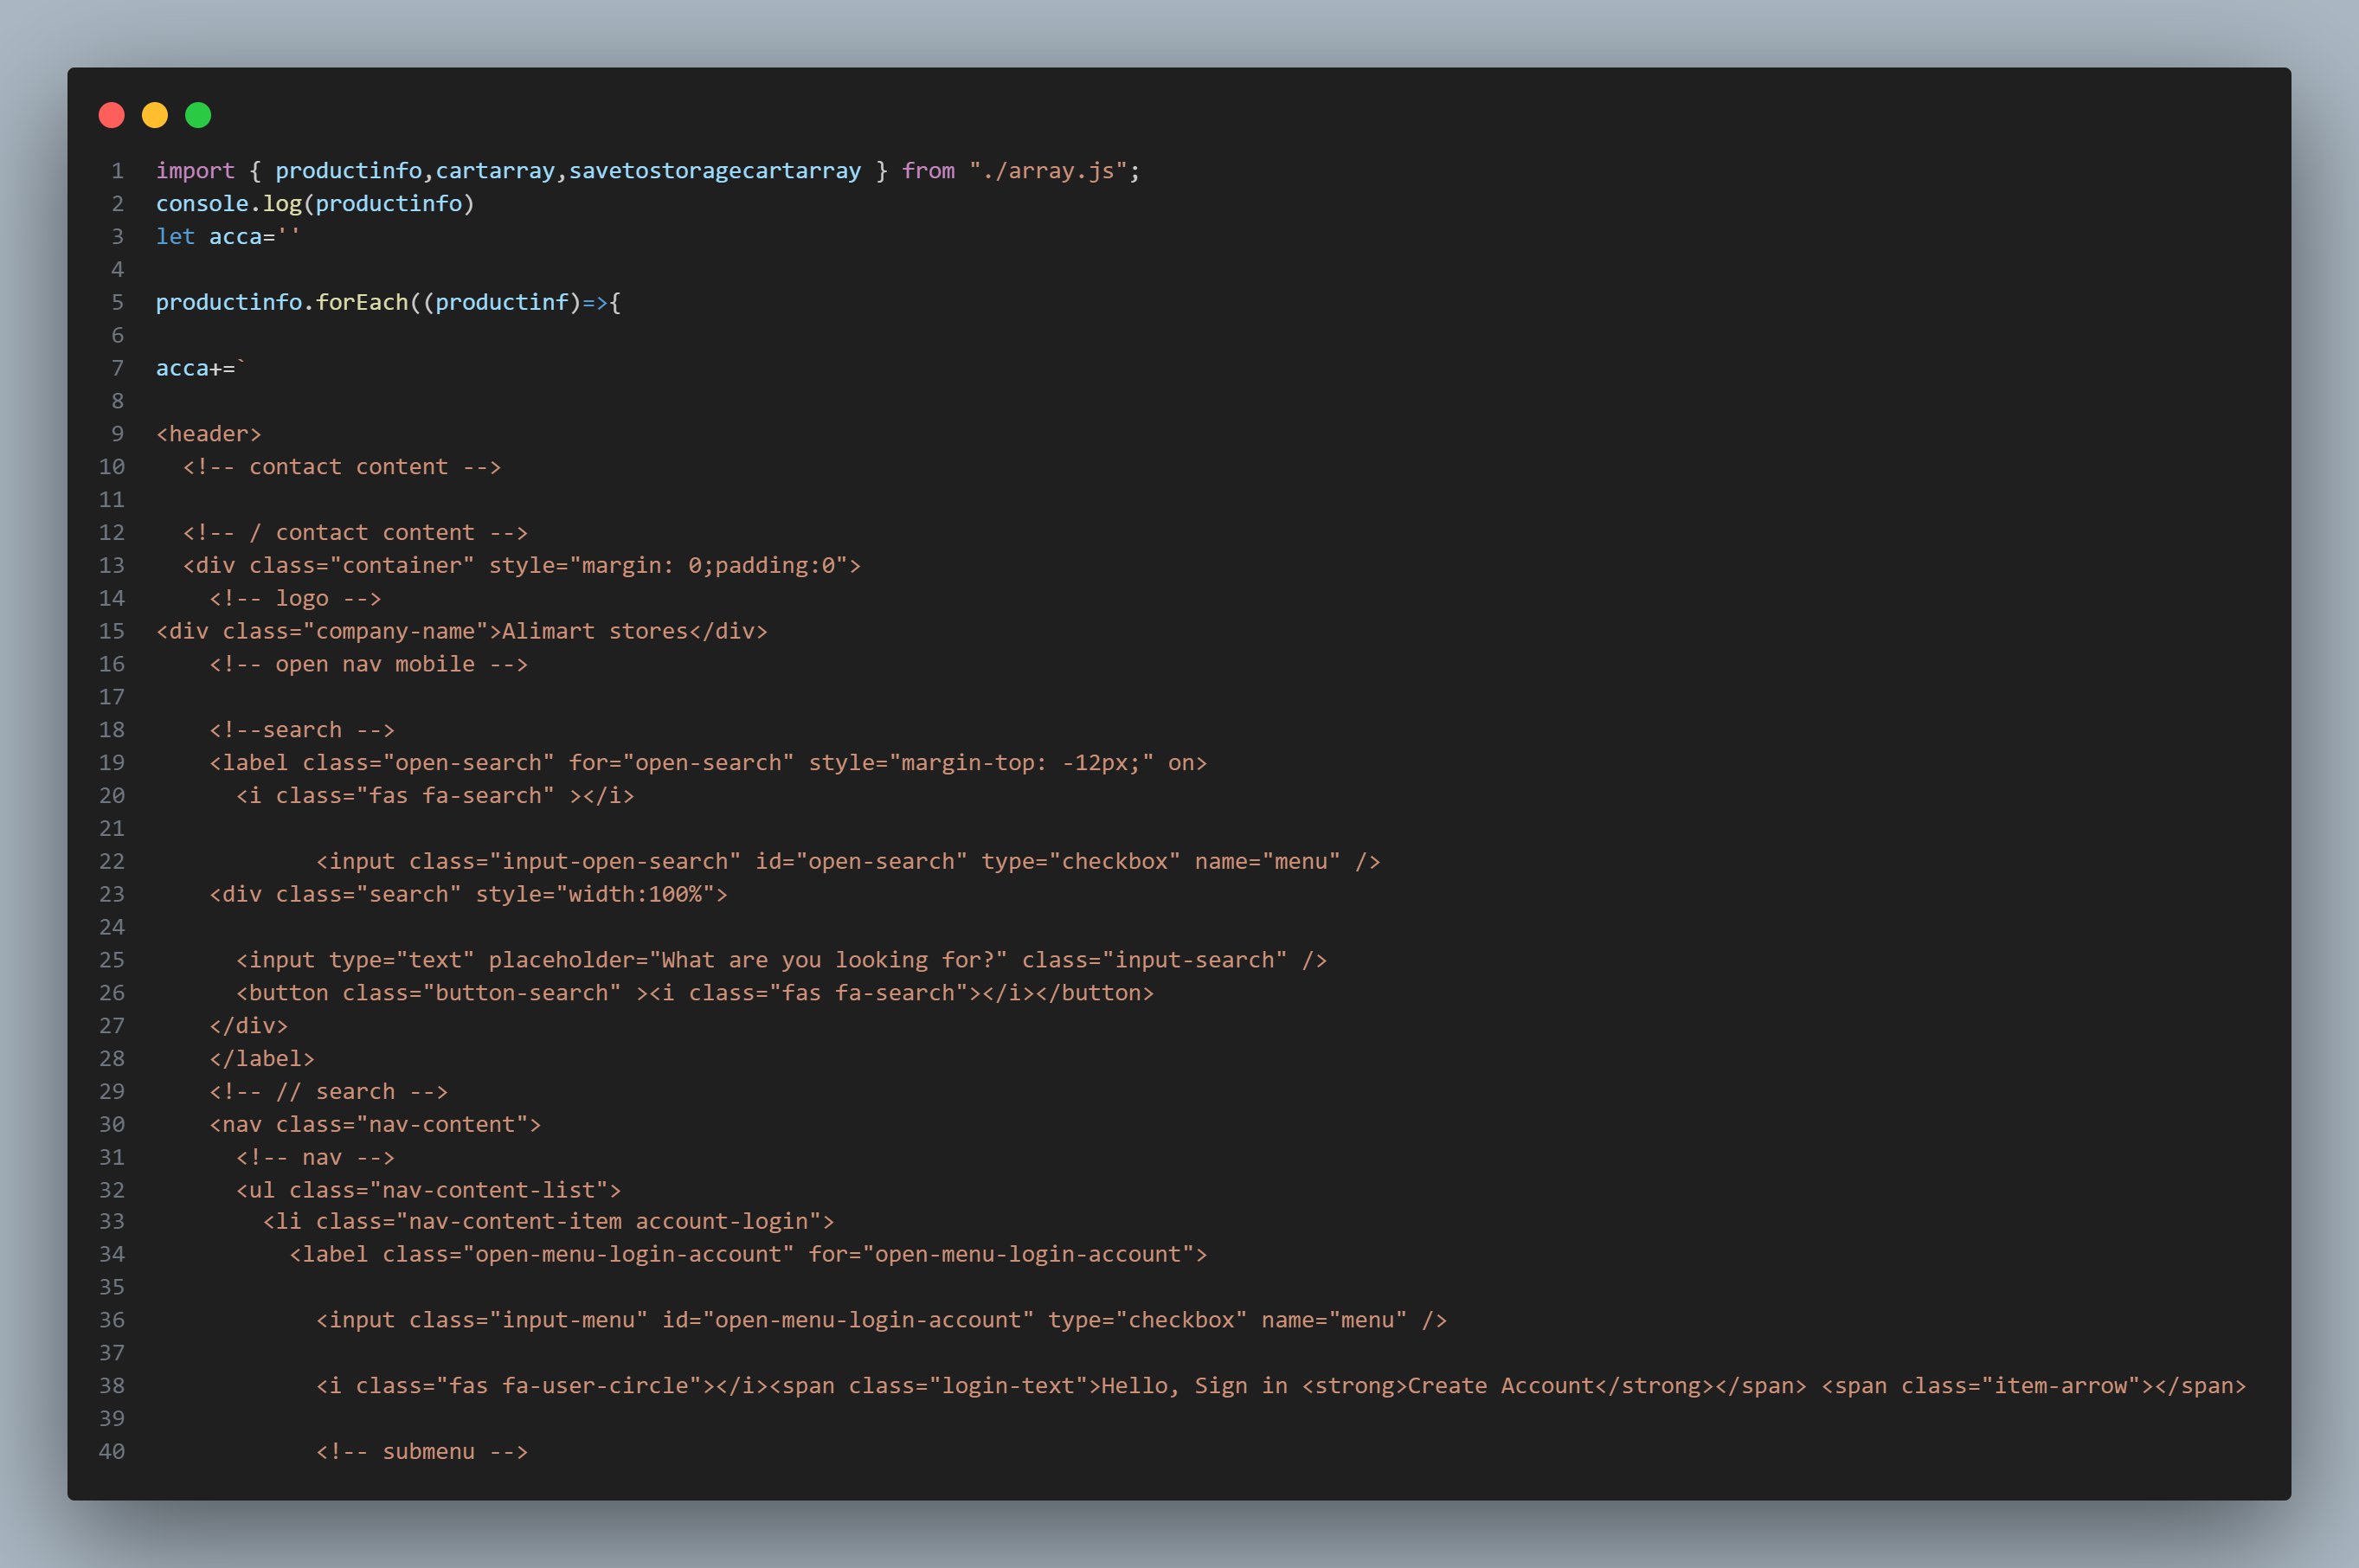 1 import { productinfo,cartarray,savetostoragecartarray } from "./array.js";
2 console.log(productinfo)
3 let acca=''
4
5 productinfo.forEach((productinf)=>{
6
7 acca+=`
8
9 <header>
10   <!-- contact content -->
11
12   <!-- / contact content -->
13   <div class="container" style="margin: 0;padding:0">
14     <!-- logo -->
15 <div class="company-name">Alimart stores</div>
16     <!-- open nav mobile -->
17
18     <!--search -->
19     <label class="open-search" for="open-search" style="margin-top: -12px;" on>
20       <i class="fas fa-search" ></i>
21
22             <input class="input-open-search" id="open-search" type="checkbox" name="menu" />
23     <div class="search" style="width:100%">
24
25       <input type="text" placeholder="What are you looking for?" class="input-search" />
26       <button class="button-search" ><i class="fas fa-search"></i></button>
27     </div>
28     </label>
29     <!-- // search -->
30     <nav class="nav-content">
31       <!-- nav -->
32       <ul class="nav-content-list">
33         <li class="nav-content-item account-login">
34           <label class="open-menu-login-account" for="open-menu-login-account">
35
36             <input class="input-menu" id="open-menu-login-account" type="checkbox" name="menu" />
37
38             <i class="fas fa-user-circle"></i><span class="login-text">Hello, Sign in <strong>Create Account</strong></span> <span class="item-arrow"></span>
39
40             <!-- submenu -->